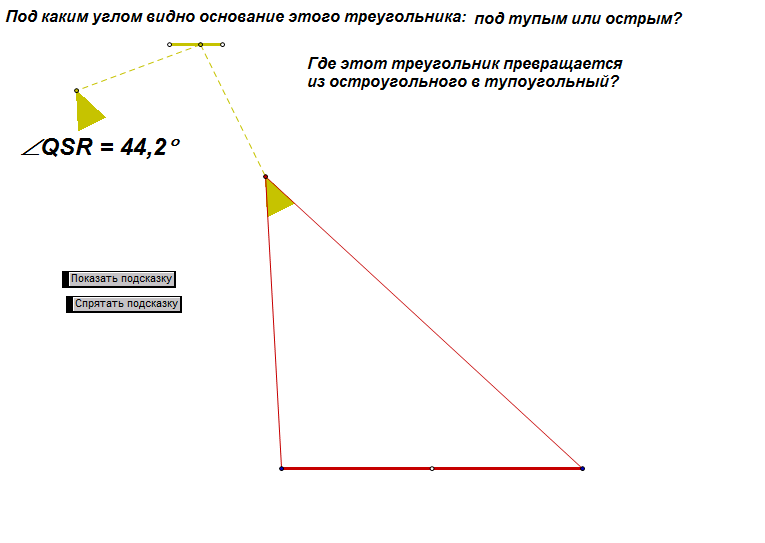 Под каким углом видно основание этого треугольника: под тупым или острым?
Где этот треугольник превращается
из остроугольного в тупоугольный?
∠QSR = 44,2°
Показать подсказку
Спрятать подсказку